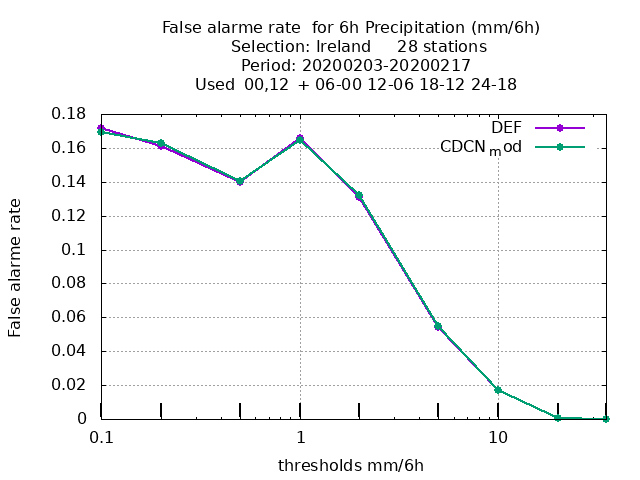 False alarme rate  for 6h Precipitation (mm/6h)
Selection: Ireland     28 stations
Period: 20200203-20200217
Used  00,12  + 06-00 12-06 18-12 24-18
DEF
CDCN_mod
False alarme rate
0.18
0.16
0.14
0.12
0.1
0.08
0.06
0.04
0.02
0
0.1 1 10
thresholds mm/6h